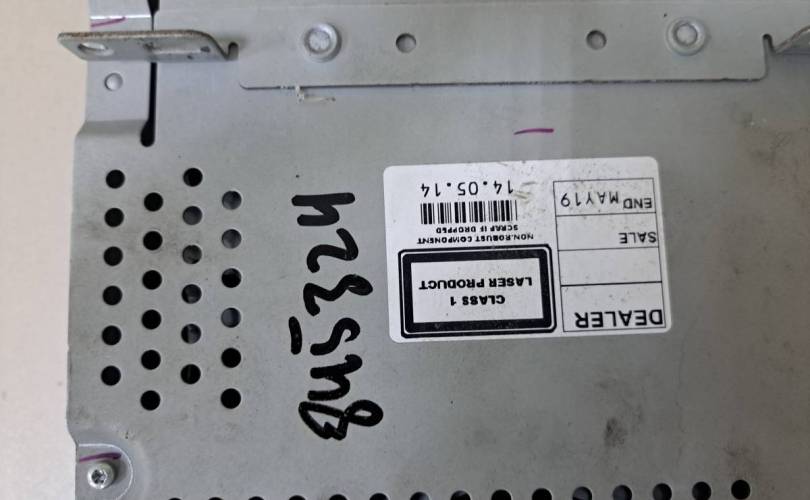 DEALER
SALE
END MAY19
CLASS 1
LASER PRODUCT
NON-ROBUST COMPONENT
SCRAP IF DROPPED
14.05.14